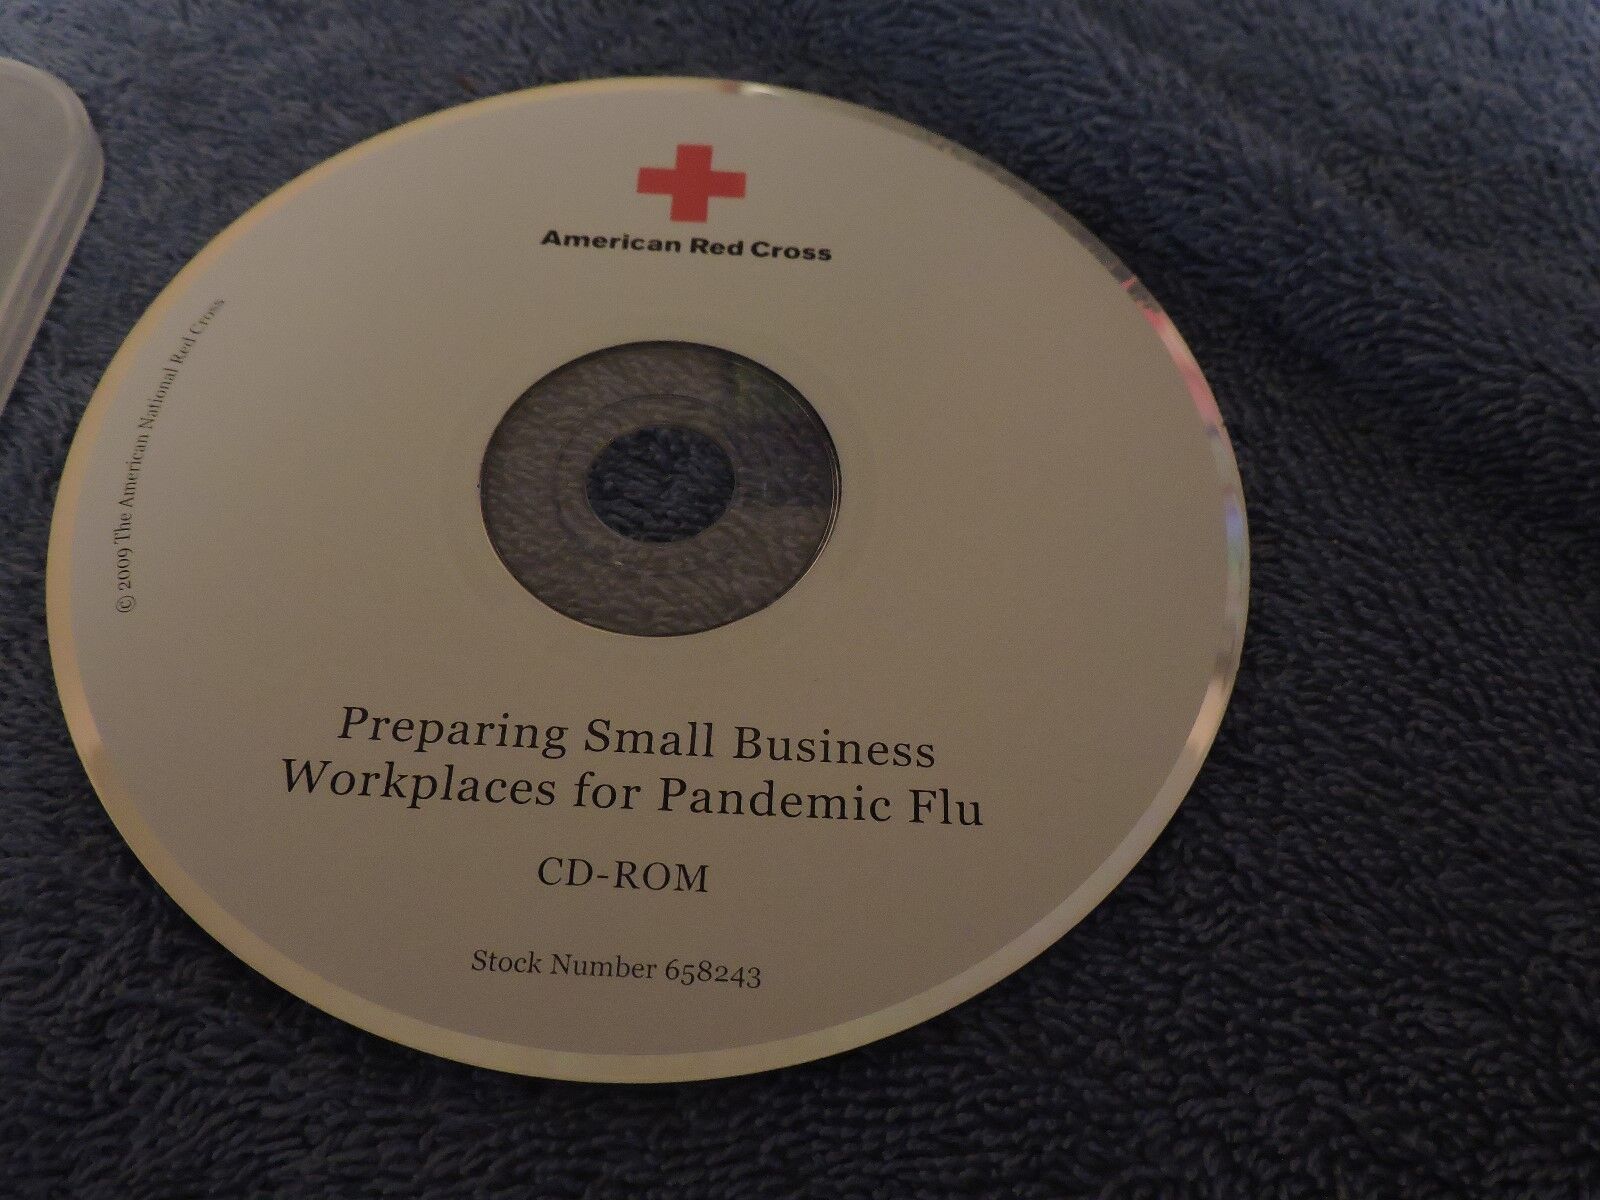 American Red Cross
© 2009 The American National Red Cross
Preparing Small Business
Workplaces for Pandemic Flu
CD-ROM
Stock Number 658243